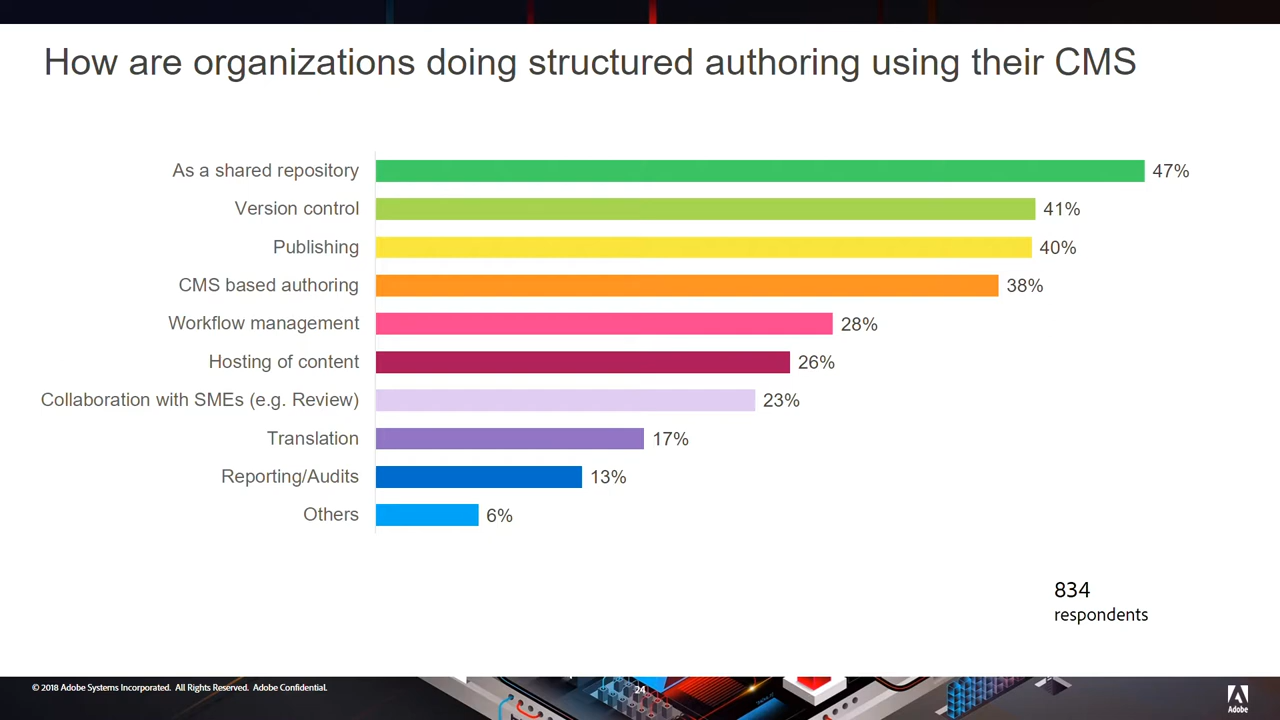 How are organizations doing structured authoring using their CMS
As a shared repository 47%
Version control 41%
Publishing 40%
CMS based authoring 38%
Workflow management 28%
Hosting of content 26%
Collaboration with SMEs (e.g. Review) 23%
Translation 17%
Reporting/Audits 13%
Others 6%
834
respondents
© 2018 Adobe Systems Incorporated. All Rights Reserved. Adobe Confidential.
24
Adobe